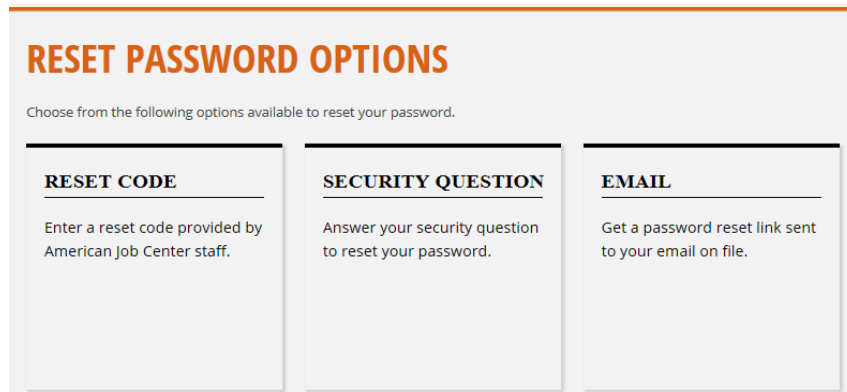 RESET PASSWORD OPTIONS
Choose from the following options available to reset your password.
RESET CODE
Enter a reset code provided by
American Job Center staff.
SECURITY QUESTION
Answer your security question
to reset your password.
EMAIL
Get a password reset link sent
to your email on file.